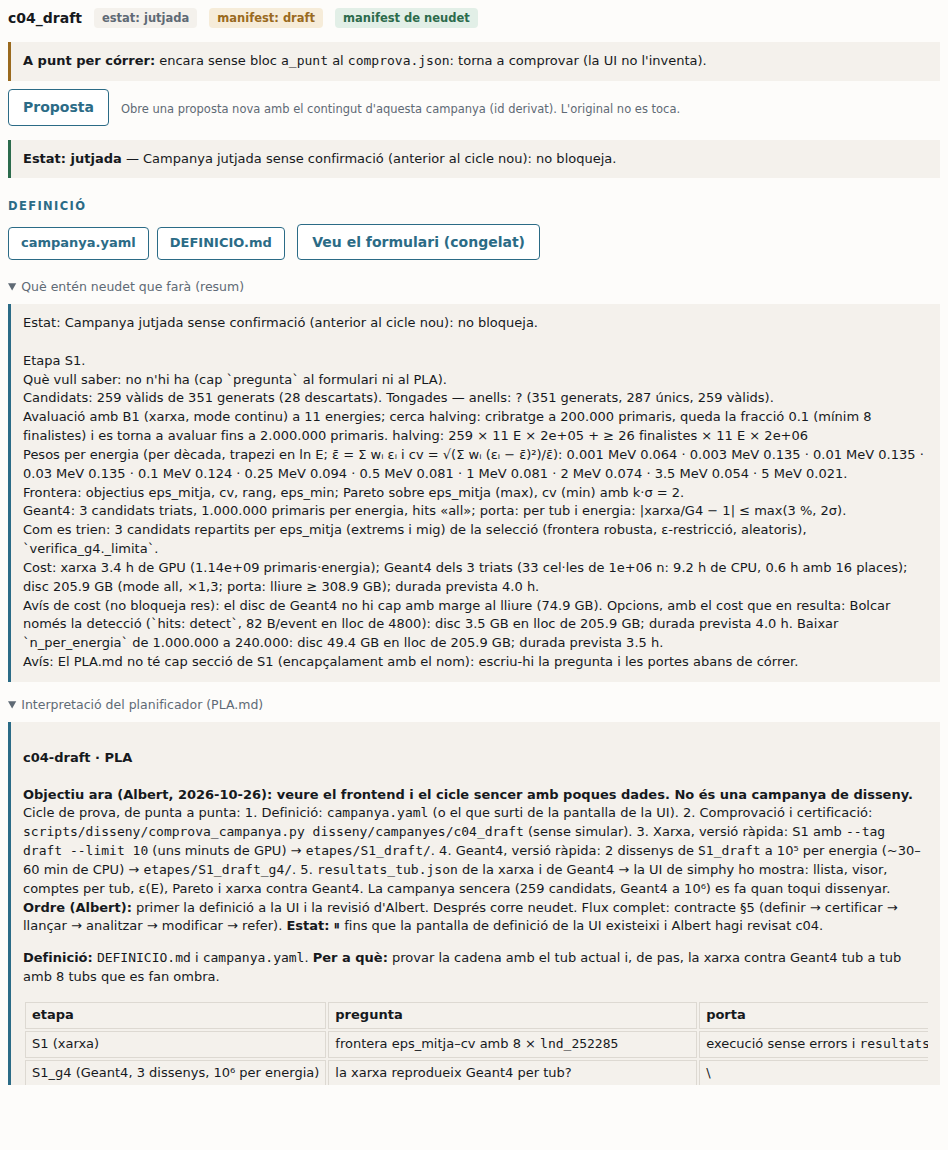 c04_draft estat: jutjada manifest: draft manifest de neudet
A punt per córrer: encara sense bloc a_punt al comprova.json: torna a comprovar (la UI no l'inventa).
Proposta Obre una proposta nova amb el contingut d'aquesta campanya (id derivat). L'original no es toca.
Estat: jutjada — Campanya jutjada sense confirmació (anterior al cicle nou): no bloqueja.
DEFINICIÓ
campanya.yaml DEFINICIO.md Veu el formulari (congelat)
▼ Què entén neudet que farà (resum)
Estat: Campanya jutjada sense confirmació (anterior al cicle nou): no bloqueja.
Etapa S1.
Què vull saber: no n'hi ha (cap `pregunta` al formulari ni al PLA).
Candidats: 259 vàlids de 351 generats (28 descartats). Tongades — anells: ? (351 generats, 287 únics, 259 vàlids).
Avaluació amb B1 (xarxa, mode continu) a 11 energies; cerca halving: cribratge a 200.000 primaris, queda la fracció 0.1 (mínim 8
finalistes) i es torna a avaluar fins a 2.000.000 primaris. halving: 259 × 11 E × 2e+05 + ≥ 26 finalistes × 11 E × 2e+06
Pesos per energia (per dècada, trapezi en ln E; ε̄ = Σ wᵢ εᵢ i cv = √(Σ wᵢ (εᵢ − ε̄)²)/ε̄): 0.001 MeV 0.064 · 0.003 MeV 0.135 · 0.01 MeV 0.135 ·
0.03 MeV 0.135 · 0.1 MeV 0.124 · 0.25 MeV 0.094 · 0.5 MeV 0.081 · 1 MeV 0.081 · 2 MeV 0.074 · 3.5 MeV 0.054 · 5 MeV 0.021.
Frontera: objectius eps_mitja, cv, rang, eps_min; Pareto sobre eps_mitja (max), cv (min) amb k·σ = 2.
Geant4: 3 candidats triats, 1.000.000 primaris per energia, hits «all»; porta: per tub i energia: |xarxa/G4 − 1| ≤ max(3 %, 2σ).
Com es trien: 3 candidats repartits per eps_mitja (extrems i mig) de la selecció (frontera robusta, ε-restricció, aleatoris),
`verifica_g4._limita`.
Cost: xarxa 3.4 h de GPU (1.14e+09 primaris·energia); Geant4 dels 3 triats (33 cel·les de 1e+06 n: 9.2 h de CPU, 0.6 h amb 16 places);
disc 205.9 GB (mode all, ×1,3; porta: lliure ≥ 308.9 GB); durada prevista 4.0 h.
Avís de cost (no bloqueja res): el disc de Geant4 no hi cap amb marge al lliure (74.9 GB). Opcions, amb el cost que en resulta: Bolcar
només la detecció (`hits: detect`, 82 B/event en lloc de 4800): disc 3.5 GB en lloc de 205.9 GB; durada prevista 4.0 h. Baixar
`n_per_energia` de 1.000.000 a 240.000: disc 49.4 GB en lloc de 205.9 GB; durada prevista 3.5 h.
Avís: El PLA.md no té cap secció de S1 (encapçalament amb el nom): escriu-hi la pregunta i les portes abans de córrer.
▼ Interpretació del planificador (PLA.md)
c04-draft · PLA
Objectiu ara (Albert, 2026-10-26): veure el frontend i el cicle sencer amb poques dades. No és una campanya de disseny.
Cicle de prova, de punta a punta: 1. Definició: campanya.yaml (o el que surti de la pantalla de la UI). 2. Comprovació i certificació:
scripts/disseny/comprova_campanya.py disseny/campanyes/c04_draft (sense simular). 3. Xarxa, versió ràpida: S1 amb --tag
draft --limit 10 (uns minuts de GPU) → etapes/S1_draft/. 4. Geant4, versió ràpida: 2 dissenys de S1_draft a 10⁵ per energia (~30–
60 min de CPU) → etapes/S1_draft_g4/. 5. resultats_tub.json de la xarxa i de Geant4 → la UI de simphy ho mostra: llista, visor,
comptes per tub, ε(E), Pareto i xarxa contra Geant4. La campanya sencera (259 candidats, Geant4 a 10⁶) es fa quan toqui dissenyar.
Ordre (Albert): primer la definició a la UI i la revisió d'Albert. Després corre neudet. Flux complet: contracte §5 (definir → certificar →
llançar → analitzar → modificar → refer). Estat: ⏸ fins que la pantalla de definició de la UI existeixi i Albert hagi revisat c04.
Definició: DEFINICIO.md i campanya.yaml. Per a què: provar la cadena amb el tub actual i, de pas, la xarxa contra Geant4 tub a tub
amb 8 tubs que es fan ombra.
etapa pregunta porta
S1 (xarxa) frontera eps_mitja–cv amb 8 × lnd_252285 execució sense errors i resultats
S1_g4 (Geant4, 3 dissenys, 10⁶ per energia) la xarxa reprodueix Geant4 per tub? \